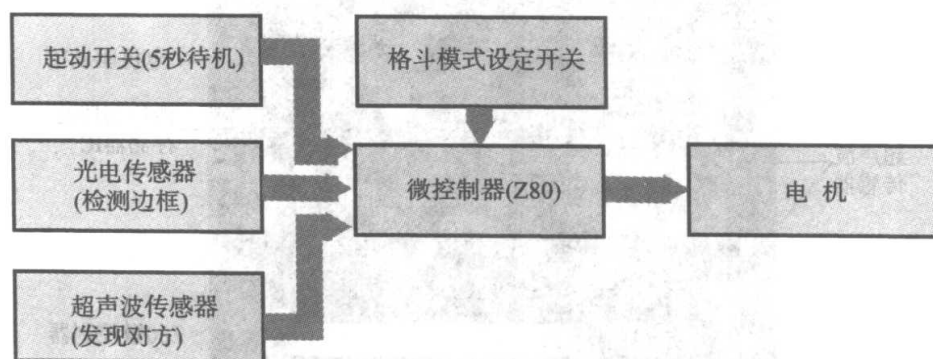 起动开关(5秒待机)
格斗模式设定开关
光电传感器
(检测边框)
微控制器(Z80)
电 机
超声波传感器
(发现对方)